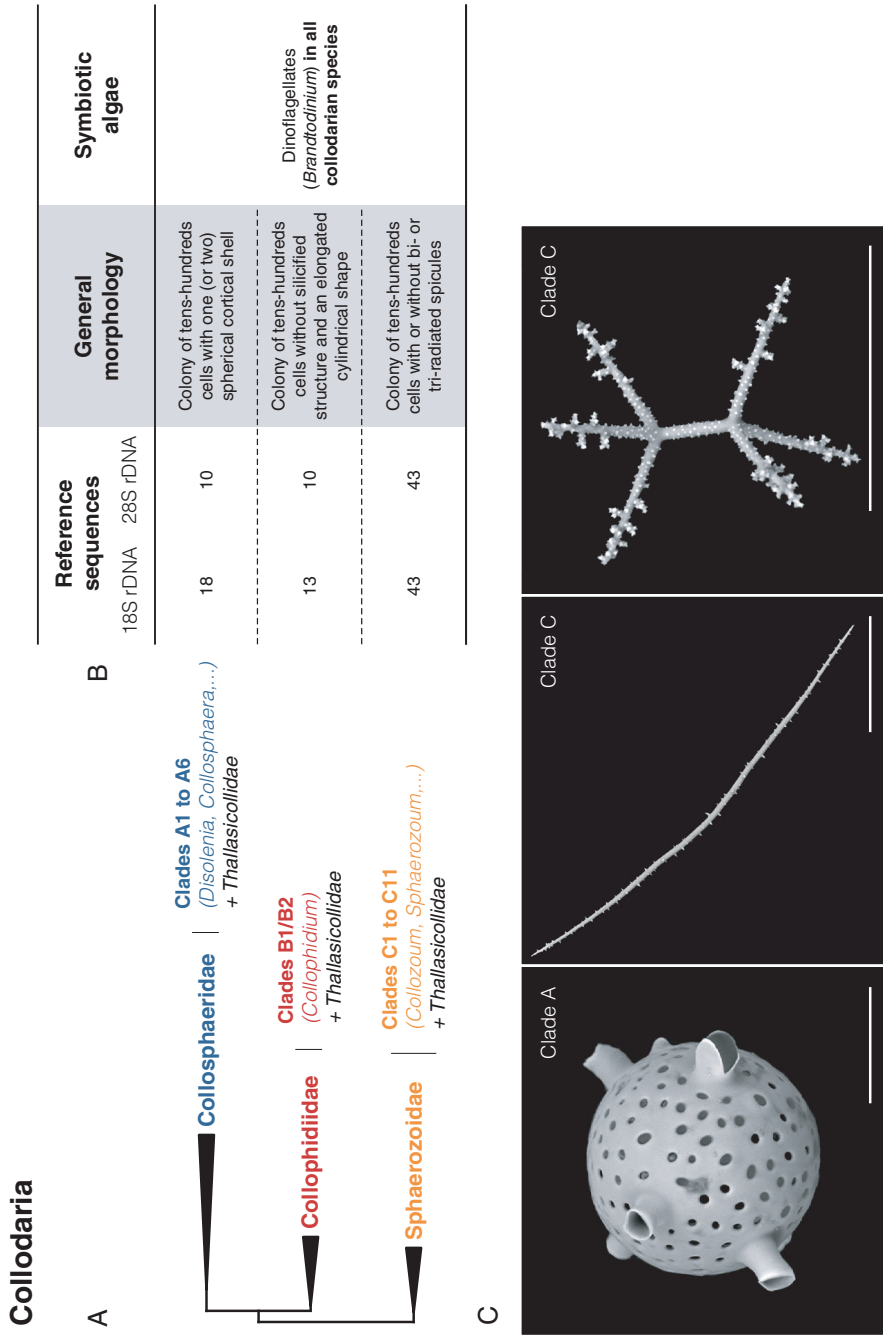 Collodaria
A
Collosphaeridae
Clades A1 to A6
(Disolenia, Collosphaera,...)
+ Thallasicollidae
Collophidiidae
Clades B1/B2
(Collophidium)
+ Thallasicollidae
Sphaerozoidae
Clades C1 to C11
(Collozoum, Sphaerozoum,...)
+ Thallasicollidae
B
Reference
sequences
18S rDNA 28S rDNA
General
morphology
Symbiotic
algae
18
10
Colony of tens-hundreds
cells with one (or two)
spherical cortical shell
13
10
Colony of tens-hundreds
cells without silicified
structure and an elongated
cylindrical shape
43
43
Colony of tens-hundreds
cells with or without bi- or
tri-radiated spicules
Dinoflagellates
(Brandtodinium) in all
collodarian species
C
Clade A
Clade C
Clade C